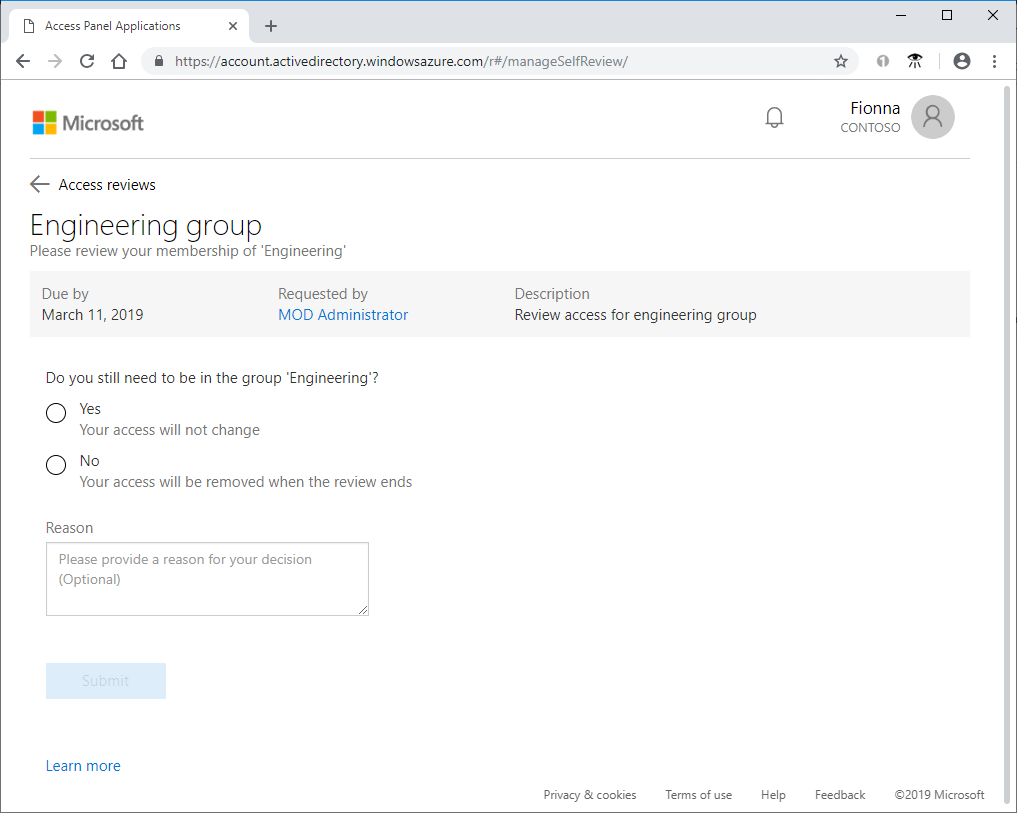 Access Panel Applications
https://account.activedirectory.windowsazure.com/r#/manageSelfReview/
Microsoft
Fionna
CONTOSO
Access reviews
Engineering group
Please review your membership of 'Engineering'
Due by
March 11, 2019
Requested by
MOD Administrator
Description
Review access for engineering group
Do you still need to be in the group 'Engineering'?
Yes
Your access will not change
No
Your access will be removed when the review ends
Reason
Please provide a reason for your decision
(Optional)
Submit
Learn more
Privacy & cookies Terms of use Help Feedback ©2019 Microsoft